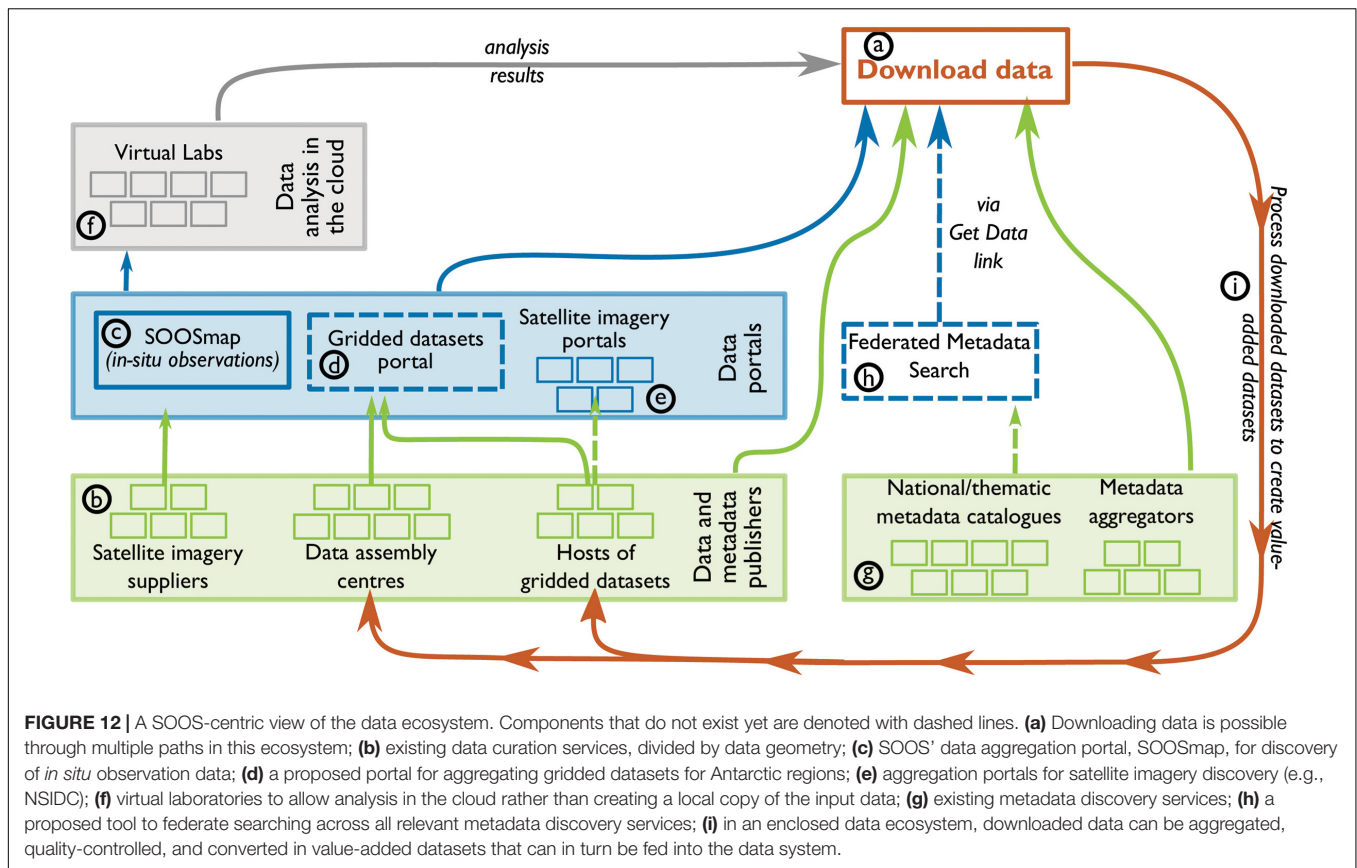 analysis
results
a
Download data
Virtual Labs
f
Data
analysis in
the cloud
c
SOOSmap
(in-situ observations)
Gridded datasets
portal
d
Satellite imagery
portals
e
Data
portals
via
Get Data
link
Federated Metadata
Search
h
i
Process downloaded datasets to create value-
added datasets
b
Satellite imagery
suppliers
Data assembly
centres
Hosts of
gridded datasets
Data and
metadata
publishers
National/thematic
metadata catalogues
g
Metadata
aggregators
FIGURE 12 | A SOOS-centric view of the data ecosystem. Components that do not exist yet are denoted with dashed lines. (a) Downloading data is possible
through multiple paths in this ecosystem; (b) existing data curation services, divided by data geometry; (c) SOOS' data aggregation portal, SOOSmap, for discovery
of in situ observation data; (d) a proposed portal for aggregating gridded datasets for Antarctic regions; (e) aggregation portals for satellite imagery discovery (e.g.,
NSIDC); (f) virtual laboratories to allow analysis in the cloud rather than creating a local copy of the input data; (g) existing metadata discovery services; (h) a
proposed tool to federate searching across all relevant metadata discovery services; (i) in an enclosed data ecosystem, downloaded data can be aggregated,
quality-controlled, and converted in value-added datasets that can in turn be fed into the data system.